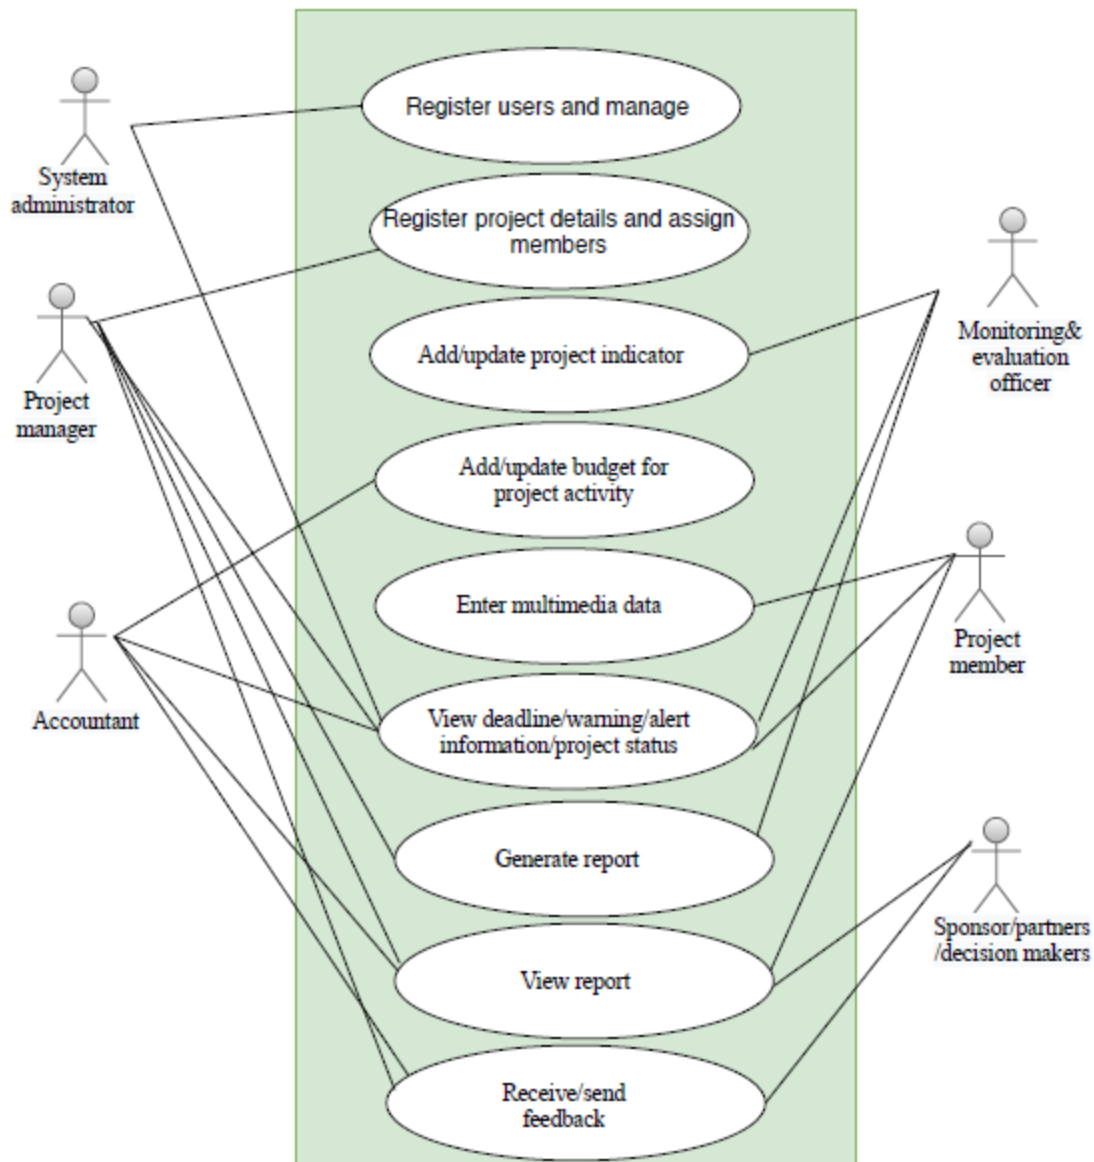 Register users and manage
System
administrator
Register project details and assign
members
Monitoring&
evaluation
officer
Add/update project indicator
Project
manager
Add/update budget for
project activity
Enter multimedia data
Project
member
Accountant
View deadline/warning/alert
information/project status
Generate report
Sponsor/partners
/decision makers
View report
Receive/send
feedback